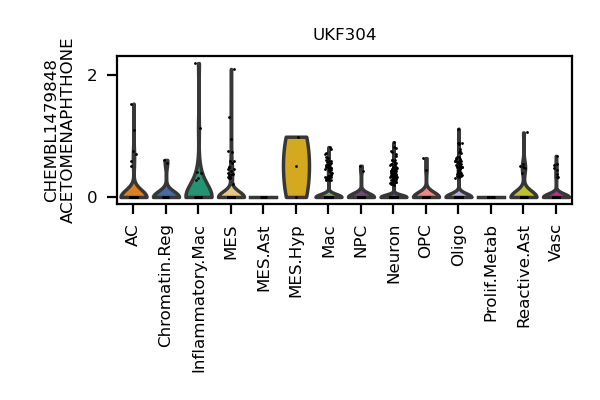 UKF304
CHEMBL1479848
ACETOMENAPHTHONE
2
0
AC
Chromatin.Reg
Inflammatory.Mac
MES
MES.Ast
MES.Hyp
Mac
NPC
Neuron
OPC
Oligo
Prolif.Metab
Reactive.Ast
Vasc